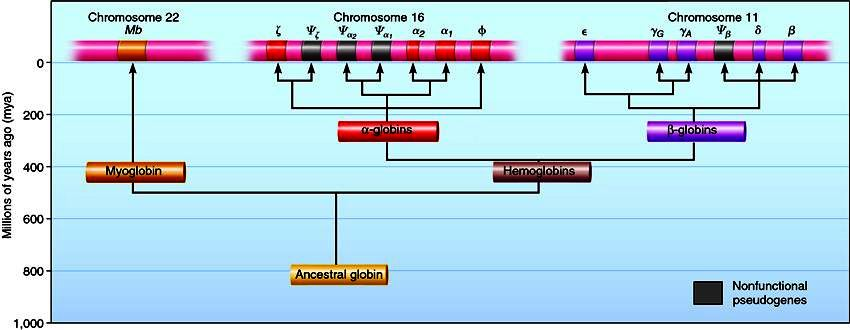 Chromosome 22
Mb
Chromosome 16
ζ Ψζ Ψα2 Ψα1 α2 α1 ϕ
Chromosome 11
ϵ γG γA Ψβ δ β
Millions of years ago (mya)
0
200
400
600
800
1,000
α-globins
β-globins
Myoglobin
Hemoglobins
Ancestral globin
Nonfunctional
pseudogenes